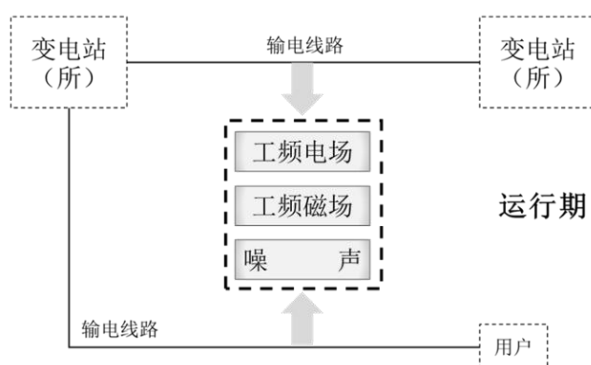 变电站
（所）
输电线路
变电站
（所）
工频电场
工频磁场
噪 声
运行期
输电线路
用户